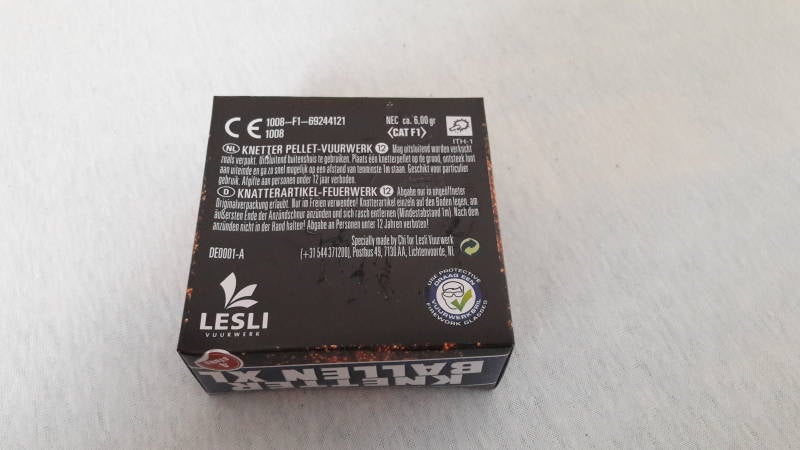 CE 1008-F1-69244121
1008
NEC ca. 6,00 gr
<CAT F1>
ITH-1
NL KNETTER PELLET-VUURWERK 12 Mag uitsluitend worden verkocht
zoals verpakt. Uitsluitend buitenshuis te gebruiken. Plaats één knetterpellet op de grond, ontsteek lont
aan uiteinde en ga zo snel mogelijk op een afstand van tenminste 1m staan. Geschikt voor particulier
gebruik. Afgifte aan personen onder 12 jaar verboden.
D KNATTERARTIKEL-FEUERWERK 12 Abgabe nur in ungeöffneter
Originalverpackung erlaubt. Nur im Freien verwenden! Knatterartikel einzeln auf den Boden legen, am
äußersten Ende der Anzündschnur anzünden und sich rasch entfernen (Mindestabstand 1m). Nach dem
anzünden nicht in der Hand halten! Abgabe an Personen unter 12 Jahren verboten!
Specially made by Chi for Lesli Vuurwerk
(+31 544 371200), Postbus 49, 7130 AA, Lichtenvoorde, Nl
DE0001-A
USE PROTECTIVE
DRAAG EEN
VUURWERKBRIL
FIREWORK GLASSES
LESLI
VUURWERK
KNETTER
BALLEN XL